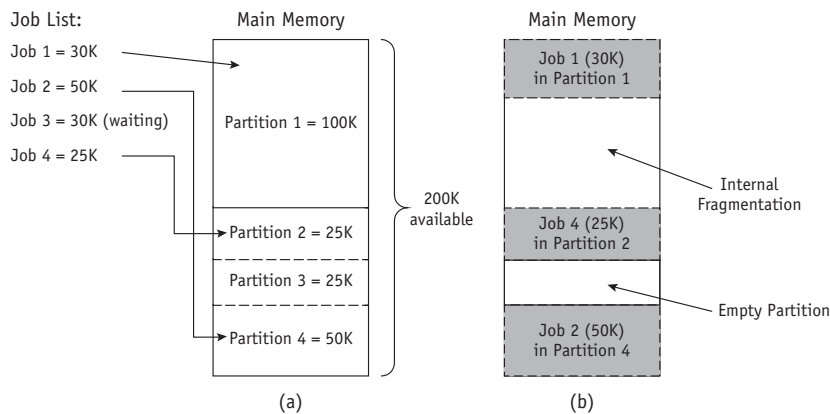 Job List:
Job 1 = 30K
Job 2 = 50K
Job 3 = 30K (waiting)
Job 4 = 25K
Main Memory
Partition 1 = 100K
Partition 2 = 25K
Partition 3 = 25K
Partition 4 = 50K
200K
available
(a)
Main Memory
Job 1 (30K)
in Partition 1
Internal
Fragmentation
Job 4 (25K)
in Partition 2
Empty Partition
Job 2 (50K)
in Partition 4
(b)